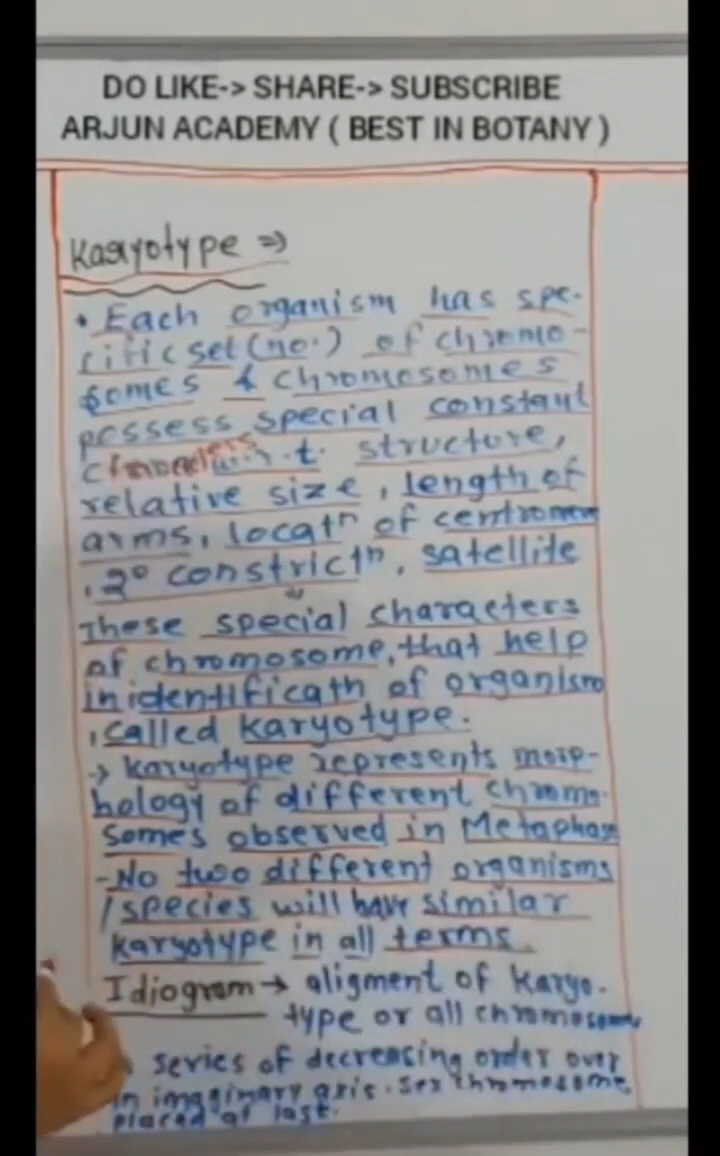 DO LIKE-> SHARE-> SUBSCRIBE
ARJUN ACADEMY ( BEST IN BOTANY )
Karyotype ⇒
• Each organism has spe-
cific set (no.) of chromo-
somes & chromosomes
possess special constant
w.r.t. structure,
relative size, length of
arms, locatⁿ of centromere
, 2° constrictⁿ, satellite
These special characters
of chromosome, that help
in identificatⁿ of organism
, called karyotype.
→ karyotype represents morp-
hology of different chromo-
somes observed in Metaphase
- No two different organisms
/species will have similar
karyotype in all terms.
Idiogram → aligment of karyo-
type or all chromosome
series of decreasing order over
in imaginary axis. Sex chromosome
placed at last.